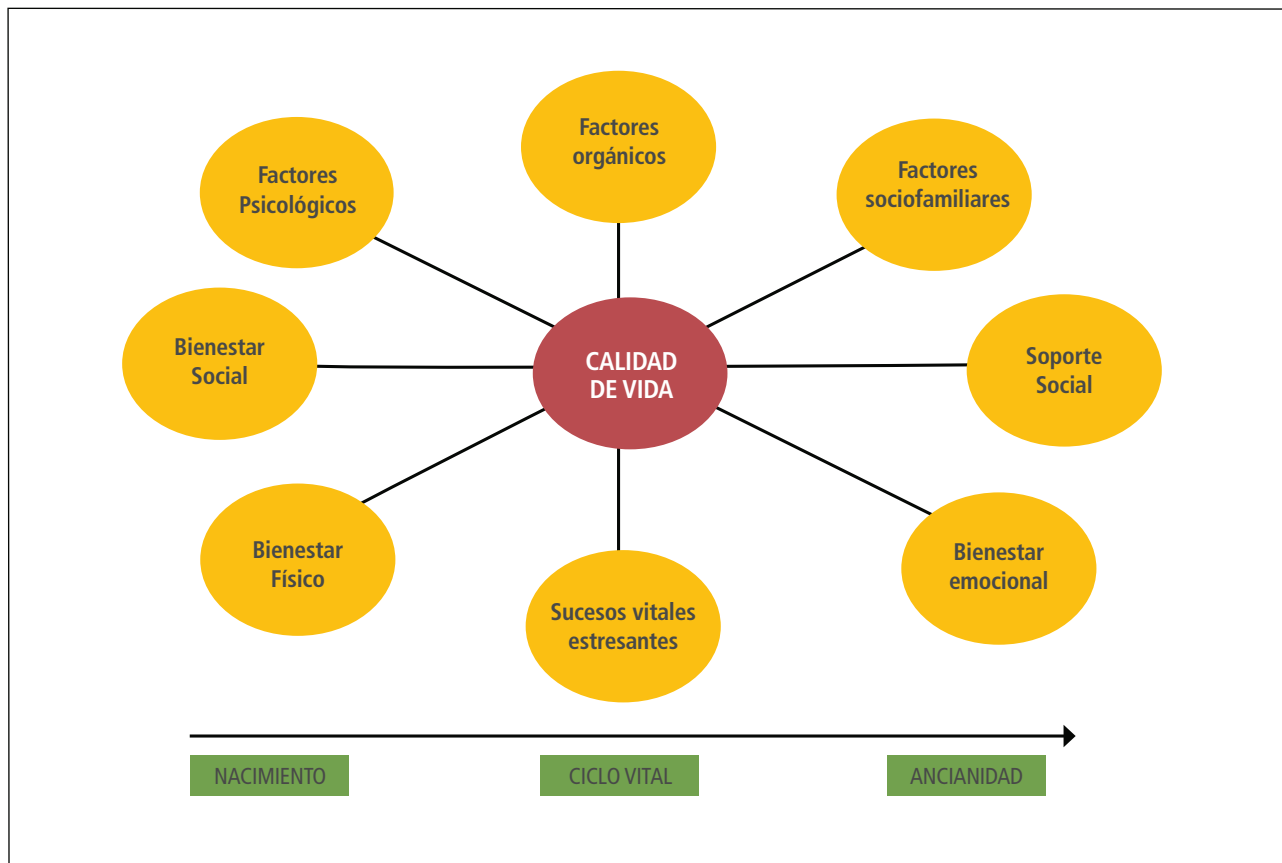 Factores
orgánicos
Factores
Psicológicos
Factores
sociofamiliares
Bienestar
Social
CALIDAD
DE VIDA
Soporte
Social
Bienestar
Físico
Bienestar
emocional
Sucesos vitales
estresantes
NACIMIENTO
CICLO VITAL
ANCIANIDAD